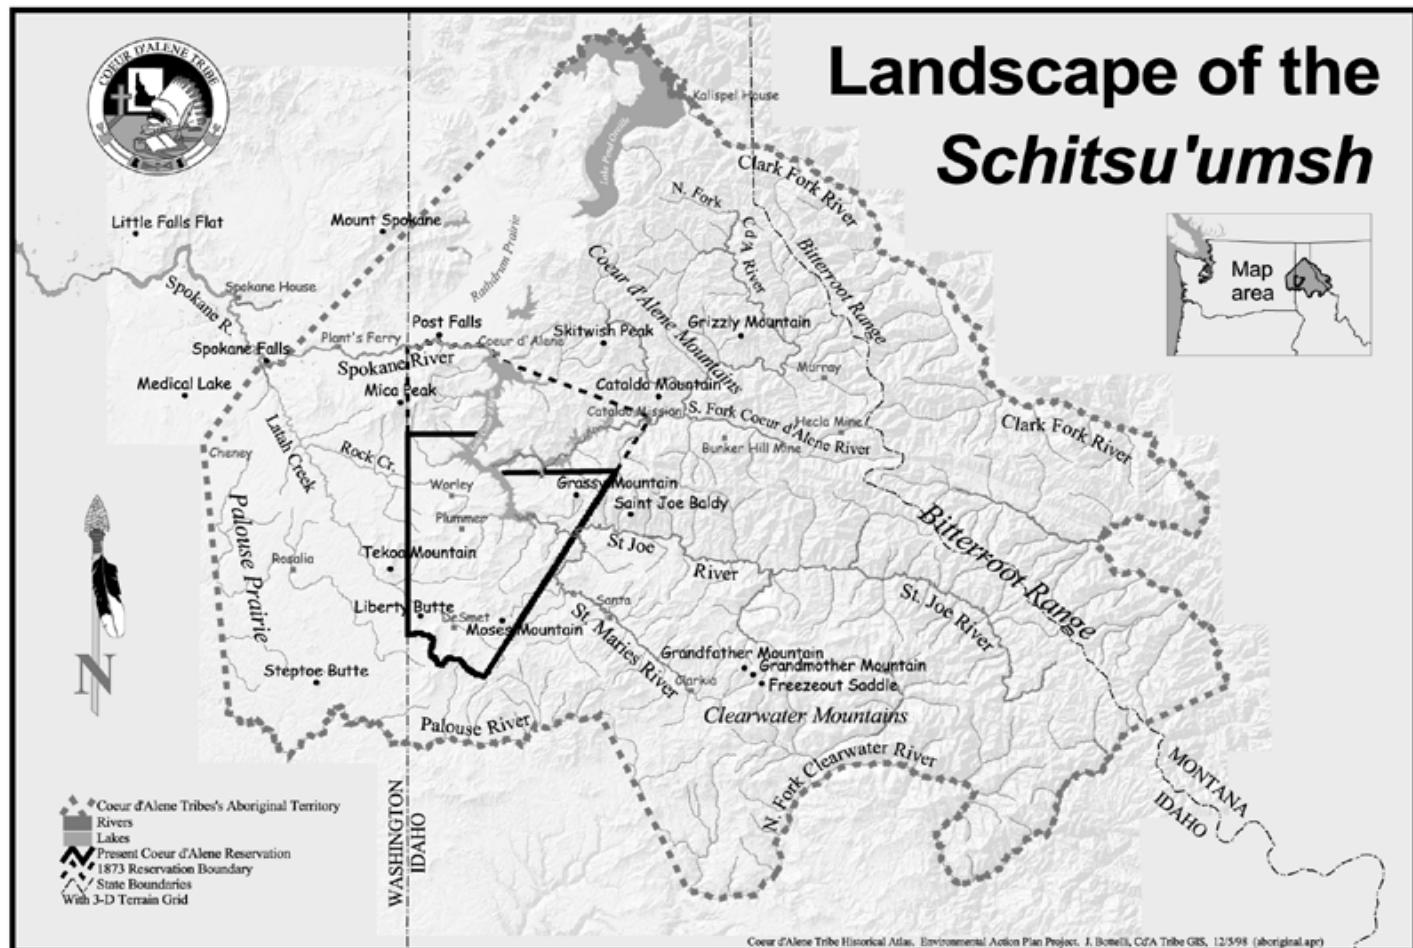 Landscape of the
Schitsu'umsh
COEUR D'ALENE TRIBE
Kalispel House
Lake Pend Oreille
Clark Fork River
N. Fork
Cd'A River
Little Falls Flat
Mount Spokane
Rathdrum Prairie
Coeur d'Alene Mountains
Bitterroot Range
Map
area
Spokane House
Spokane R.
Post Falls
Skitwish Peak
Grizzly Mountain
Plant's Ferry
Coeur d'Alene
Spokane Falls
Spokane River
Murray
Medical Lake
Mica Peak
Cataldo Mountain
Cataldo Mission
S. Fork Coeur d'Alene River
Hecla Mine
Clark Fork River
Latah Creek
Rock Cr.
Bunker Hill Mine
Cheney
Worley
Grassy Mountain
Saint Joe Baldy
Palouse Prairie
Plummer
Bitterroot Range
St Joe
River
Rosalia
Tekoa Mountain
St. Joe River
Liberty Butte
DeSmet
Moses Mountain
Santa
St. Maries River
Grandfather Mountain
Grandmother Mountain
Freezeout Saddle
Steptoe Butte
Clarkia
Clearwater Mountains
Palouse River
N. Fork Clearwater River
N
MONTANA
IDAHO
WASHINGTON
IDAHO
Coeur d'Alene Tribes's Aboriginal Territory
Rivers
Lakes
Present Coeur d'Alene Reservation
1873 Reservation Boundary
State Boundaries
With 3-D Terrain Grid
Coeur d'Alene Tribe Historical Atlas. Environmental Action Plan Project. J. Bonelli, Cd'A Tribe GIS, 12/3/98 (aboriginal.apr)